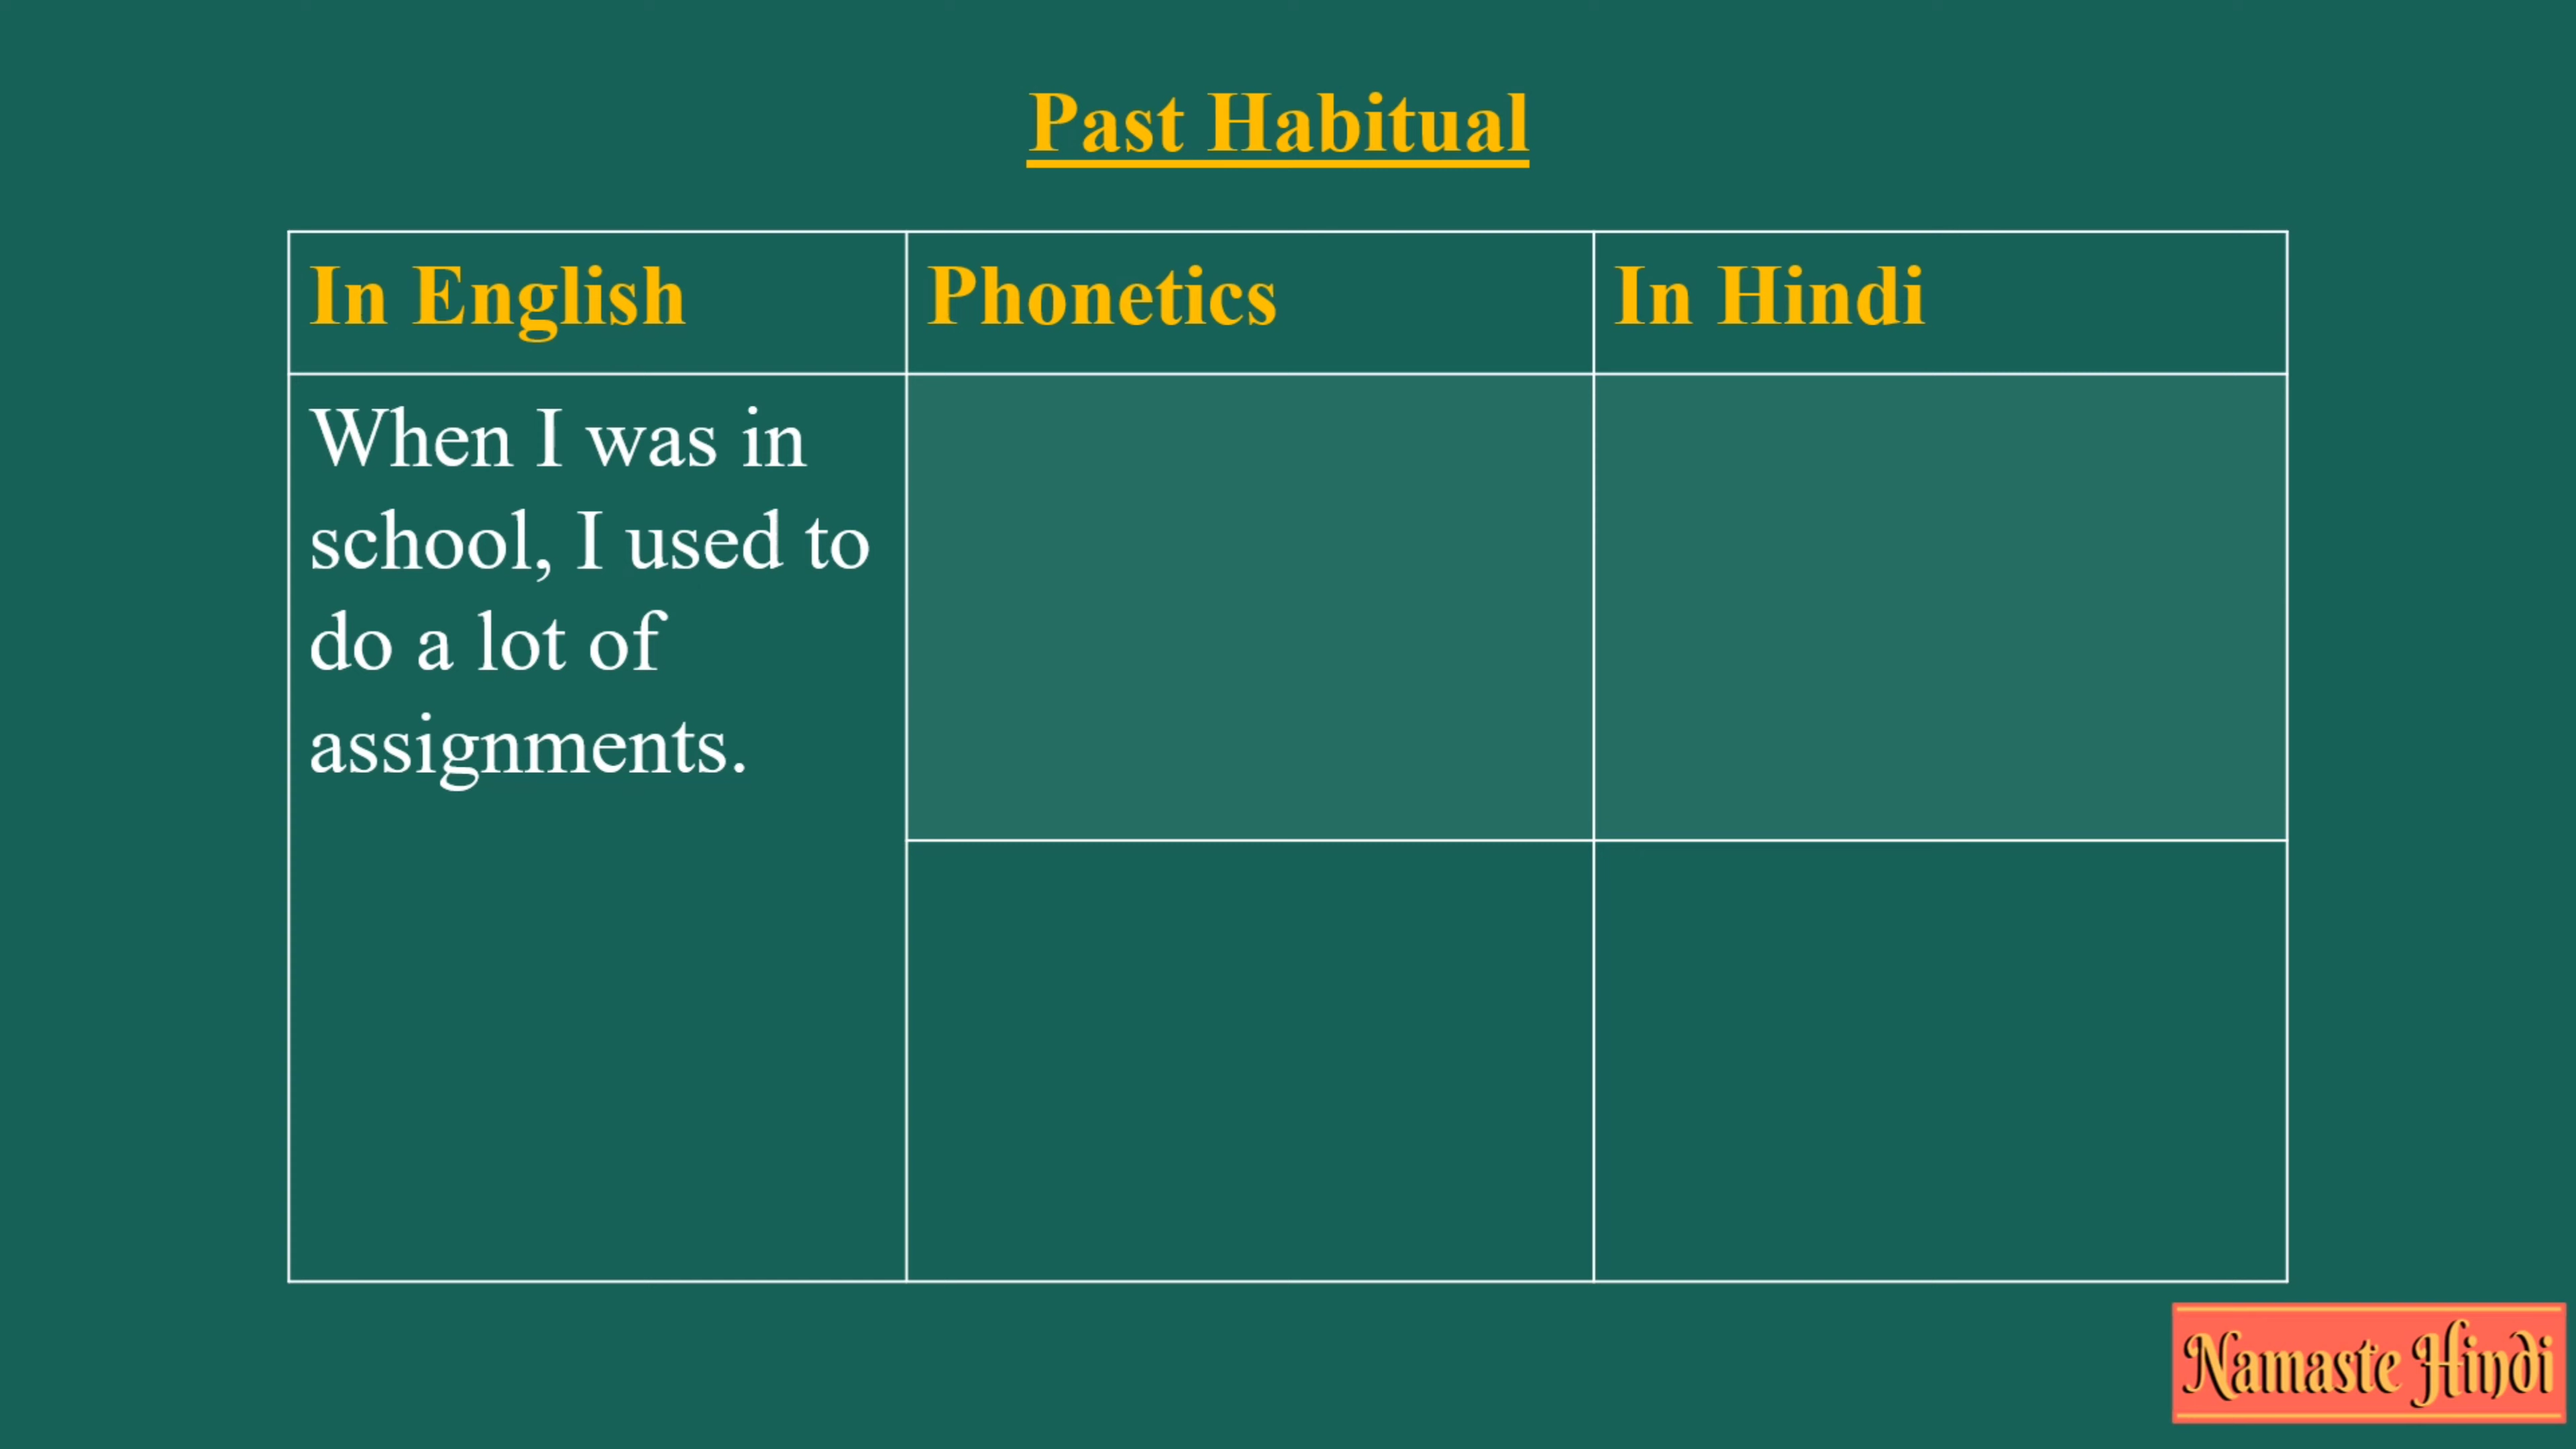 Past Habitual
In English
Phonetics
In Hindi
When I was in
school, I used to
do a lot of
assignments.
Namaste Hindi